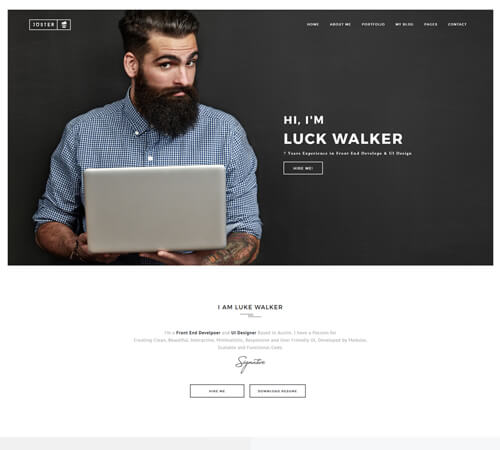 JOSTER
HOME ABOUT ME PORTFOLIO MY BLOG PAGES CONTACT
HI, I'M
LUCK WALKER
7 Years Experience in Front End Develope & UI Design
HIRE ME!
I AM LUKE WALKER
I'm a Front End Develpoer and UI Designer Based in Austin. I have a Passion for
Creating Clean, Beautiful, Interactive, Minimalistic, Responsive and User Friendly UI, Developed by Modular,
Scalable and Functional Code.
Signature
HIRE ME DOWNLOAD RESUME